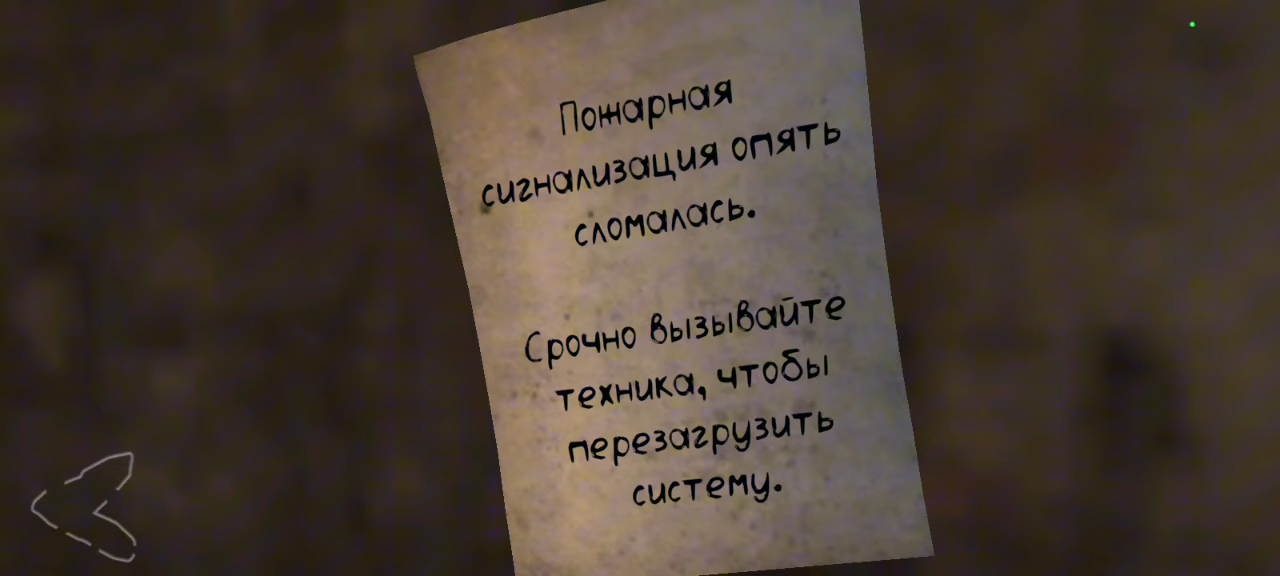 Пожарная
сигнализация опять
сломалась.
Срочно вызывайте
техника, чтобы
перезагрузить
систему.